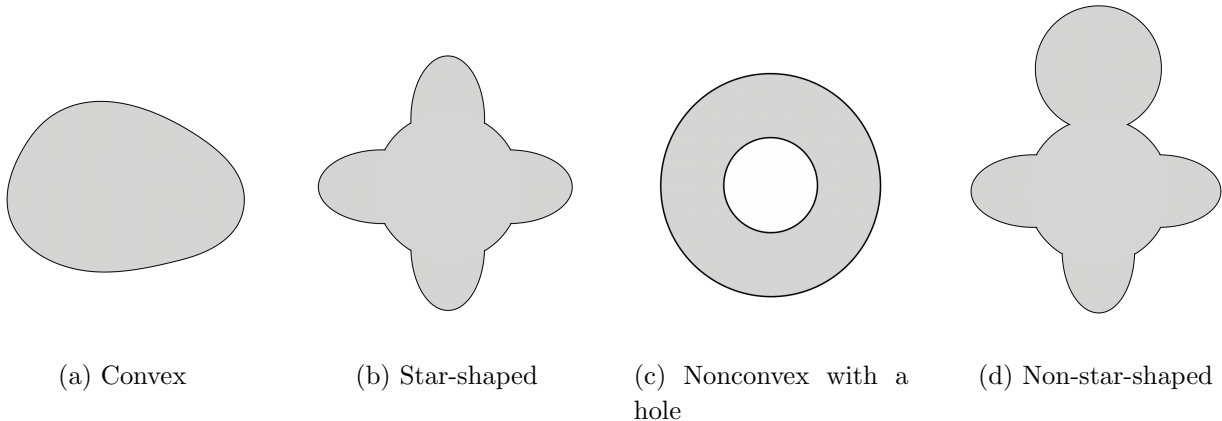 (a) Convex
(b) Star-shaped
(c) Nonconvex with a
hole
(d) Non-star-shaped